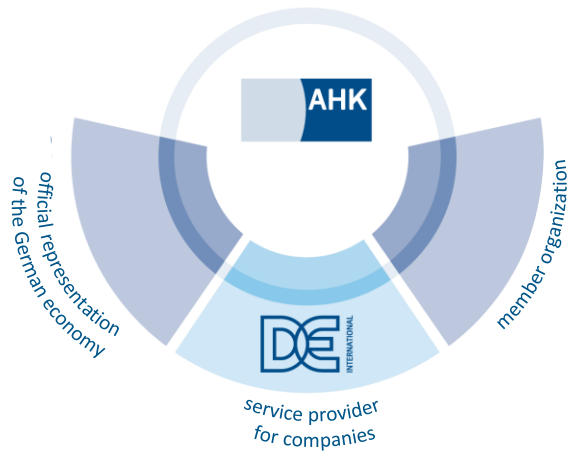 AHK
official representation
of the German economy
DE
INTERNATIONAL
service provider
for companies
member organization